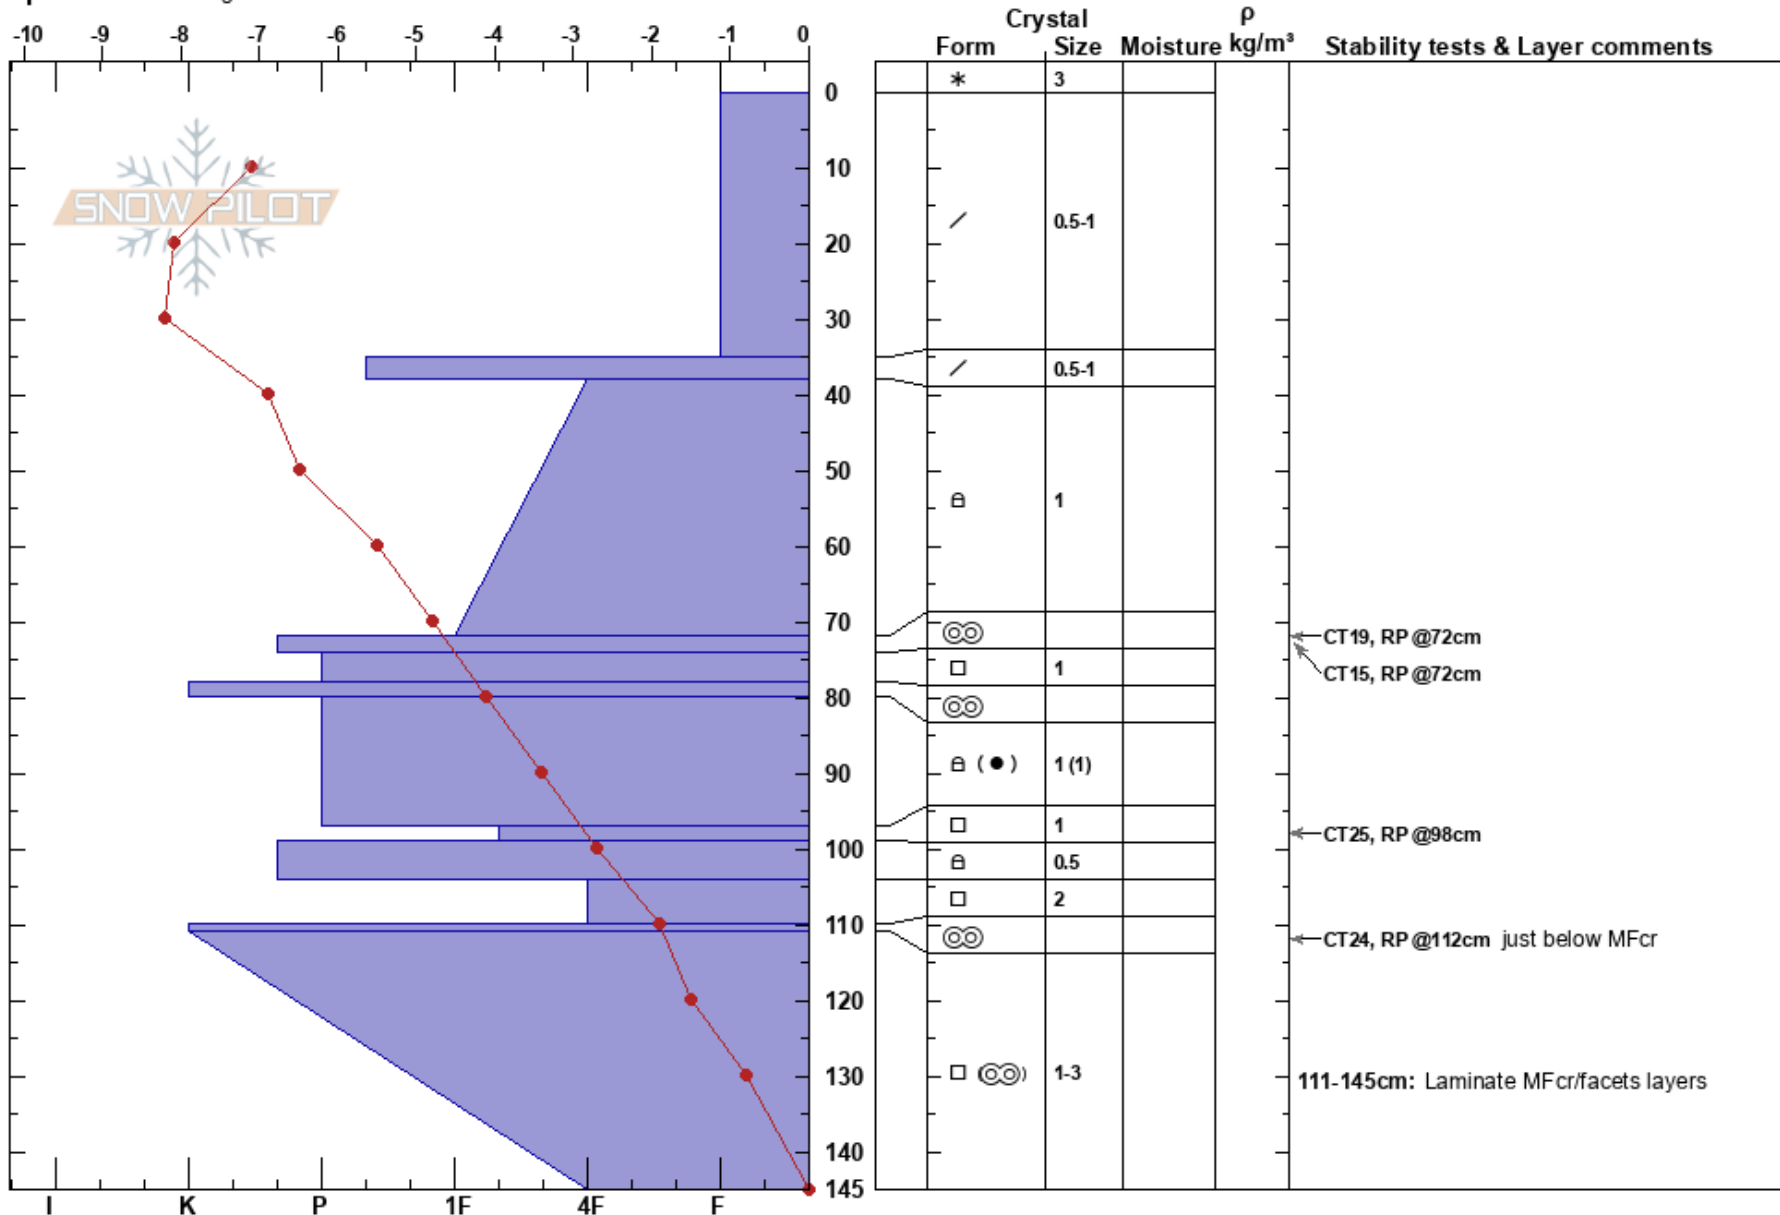 -10 -9 -8 -7 -6 -5 -4 -3 -2 -1 0
Crystal ρ
Form Size Moisture kg/m³ Stability tests & Layer comments
3
0
10
SNOW PILOT
20
0.5-1
30
0.5-1
40
50
1
60
70
CT19, RP @72cm
1
CT15, RP @72cm
80
90
1 (1)
1
CT25, RP @98cm
100
0.5
2
110
CT24, RP @112cm just below MFcr
120
130
1-3
111-145cm: Laminate MFcr/facets layers
140
145
I K P 1F 4F F